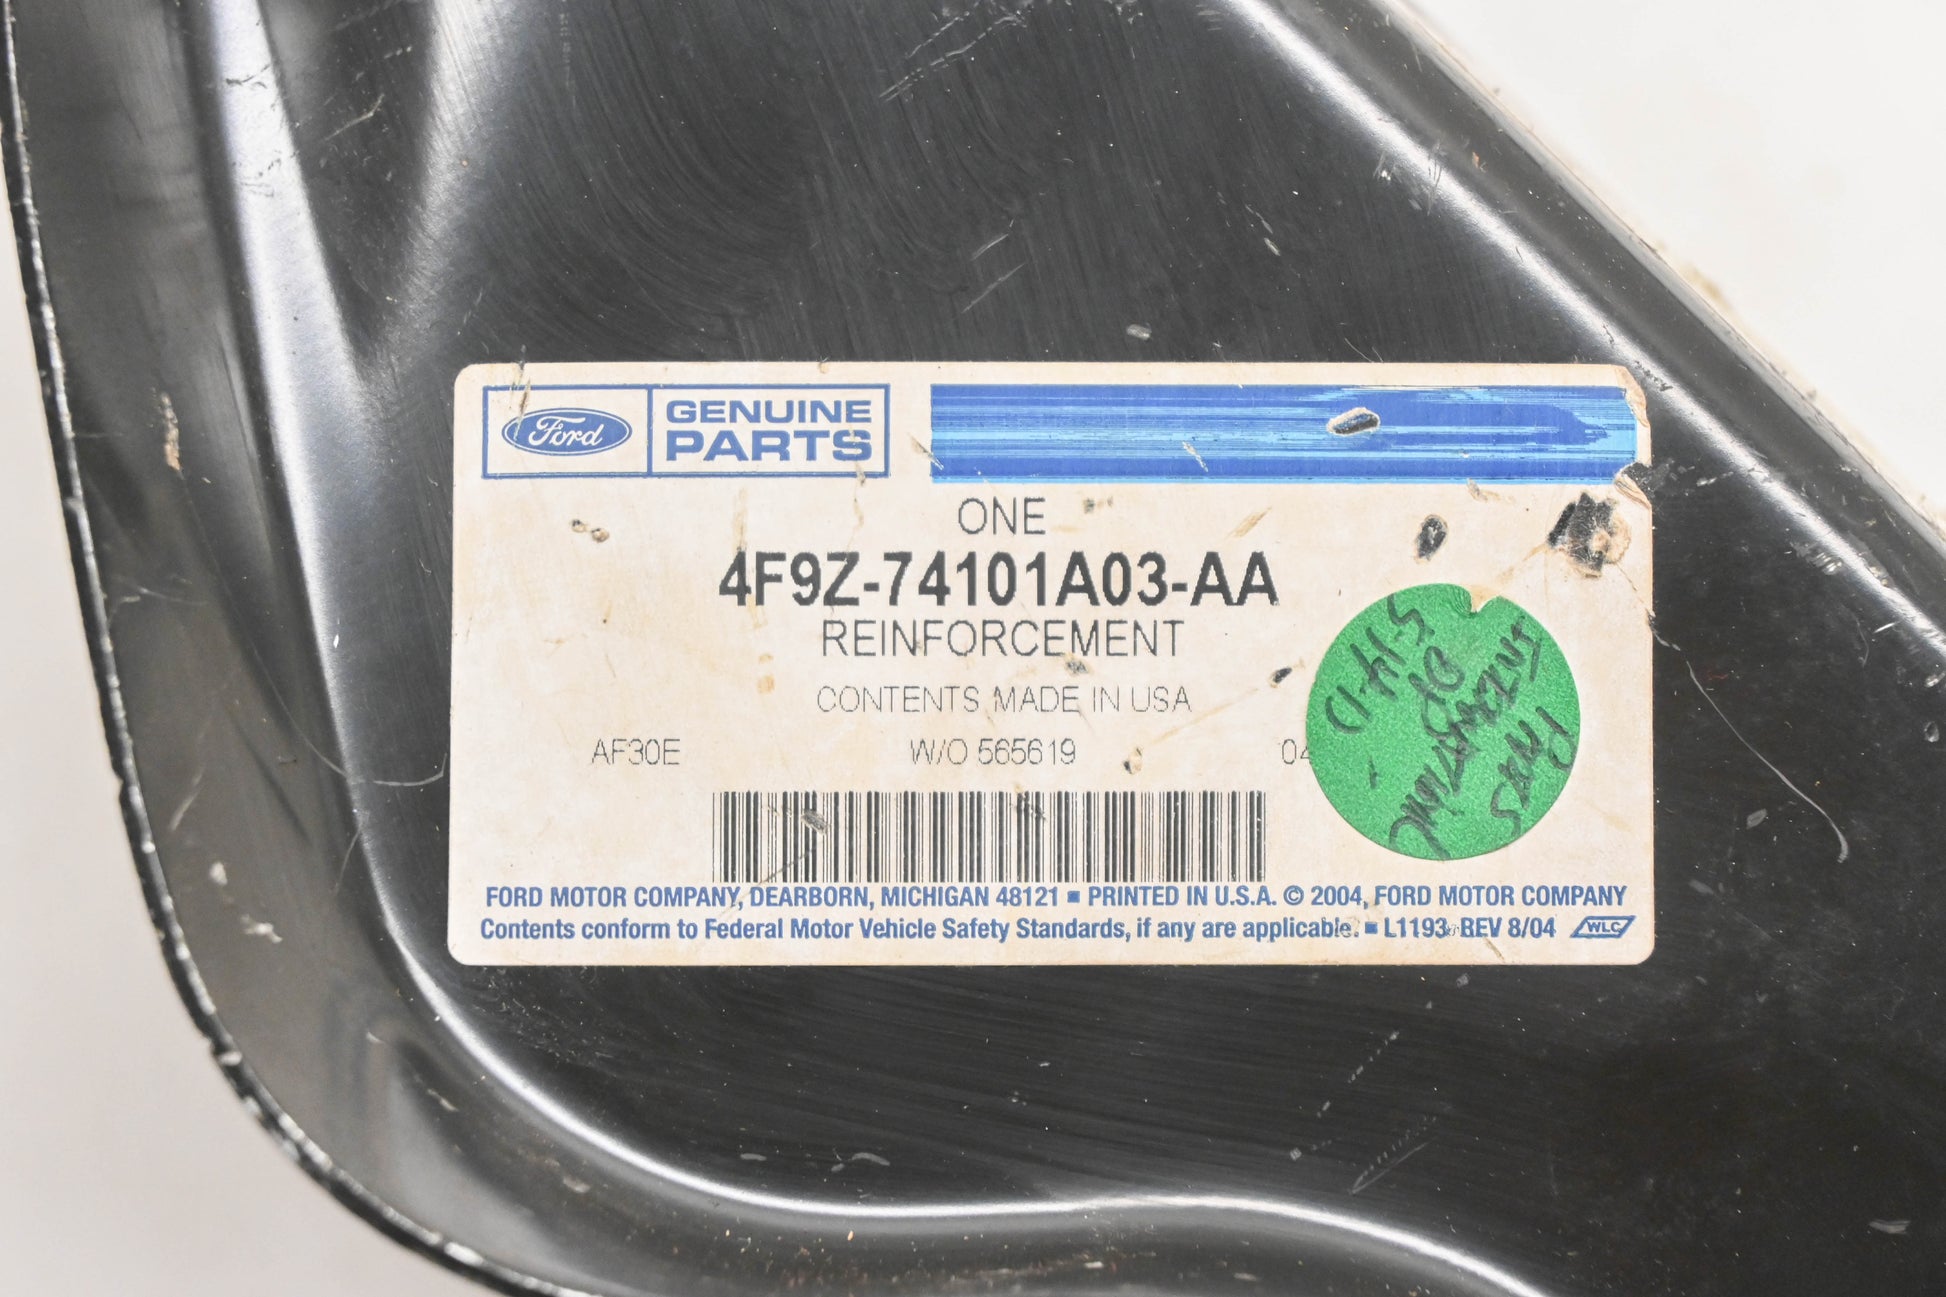 Ford
GENUINE
PARTS
ONE
4F9Z-74101A03-AA
REINFORCEMENT
CONTENTS MADE IN USA
AF30E W/O 565619 04
FORD MOTOR COMPANY, DEARBORN, MICHIGAN 48121 ▪ PRINTED IN U.S.A. © 2004, FORD MOTOR COMPANY
Contents conform to Federal Motor Vehicle Safety Standards, if any are applicable. ▪ L1193 REV 8/04 WLC